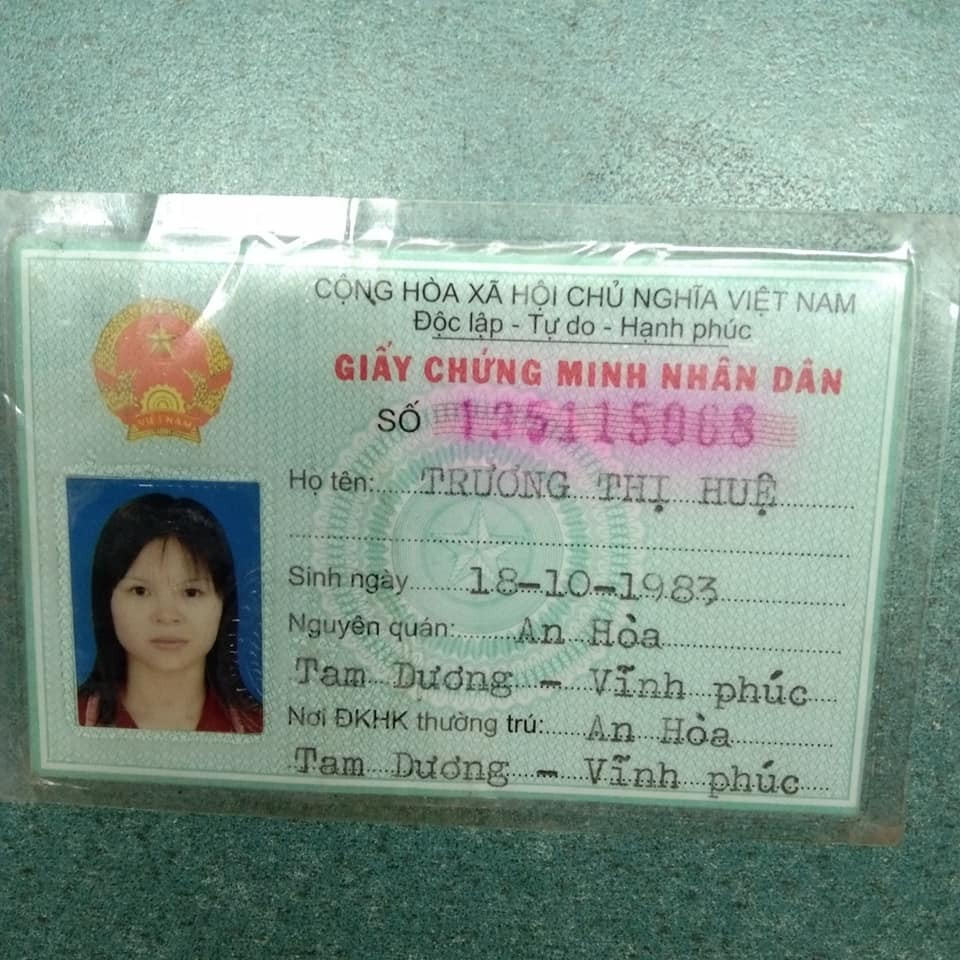 CỘNG HÒA XÃ HỘI CHỦ NGHĨA VIỆT NAM
Độc lập - Tự do - Hạnh phúc
GIẤY CHỨNG MINH NHÂN DÂN
SỐ
VIỆT NAM
Họ tên: TRƯƠNG THỊ HUỆ
Sinh ngày 18-10-1983
Nguyên quán: An Hòa
Tam Dương - Vĩnh phúc
Nơi ĐKHK thường trú: An Hòa
Tam Dương - Vĩnh phúc